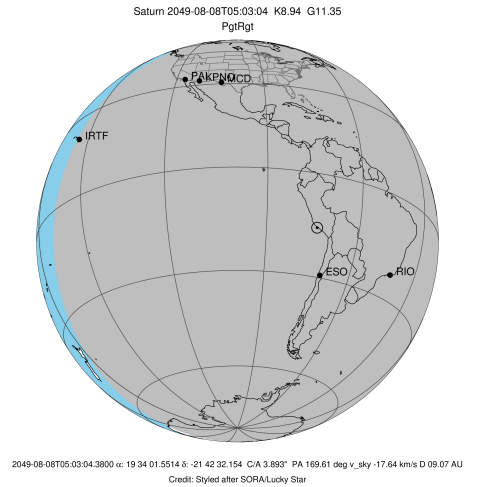 Saturn 2049-08-08T05:03:04 K8.94 G11.35
PgtRgt
PAL
KPNO
MCD
IRTF
ESO
RIO
2049-08-08T05:03:04.3800 α: 19 34 01.5514 δ: -21 42 32.154 C/A 3.893" PA 169.61 deg v_sky -17.64 km/s D 09.07 AU
Credit: Styled after SORA/Lucky Star